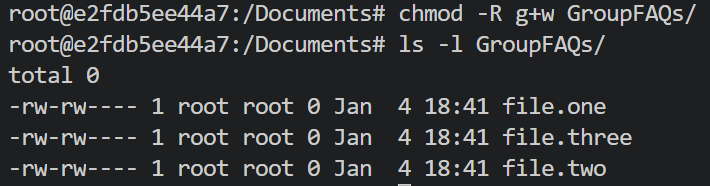 root@e2fdb5ee44a7:/Documents# chmod -R g+w GroupFAQs/
root@e2fdb5ee44a7:/Documents# ls -l GroupFAQs/
total 0
-rw-rw---- 1 root root 0 Jan  4 18:41 file.one
-rw-rw---- 1 root root 0 Jan  4 18:41 file.three
-rw-rw---- 1 root root 0 Jan  4 18:41 file.two